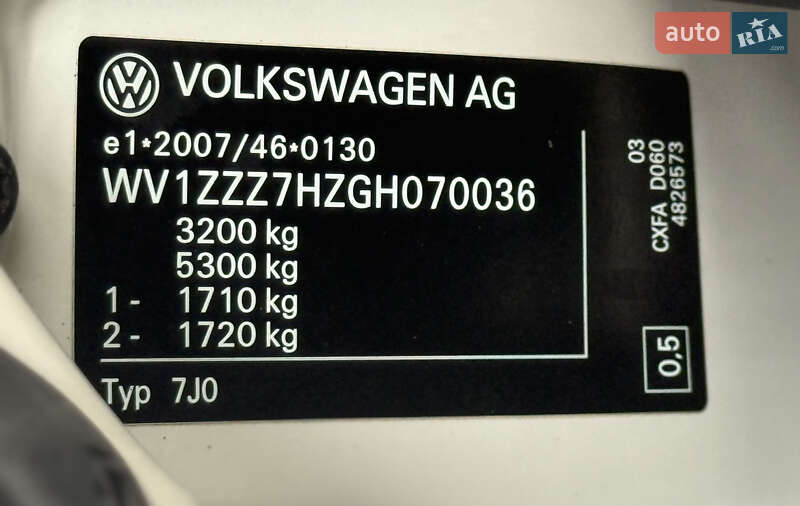 auto RIA.com
VOLKSWAGEN AG
e1*2007/46*0130
WV1ZZZ7HZGH070036
3200 kg
5300 kg
1- 1710 kg
2- 1720 kg
Typ 7J0
03
CXFA D060
4826573
0,5